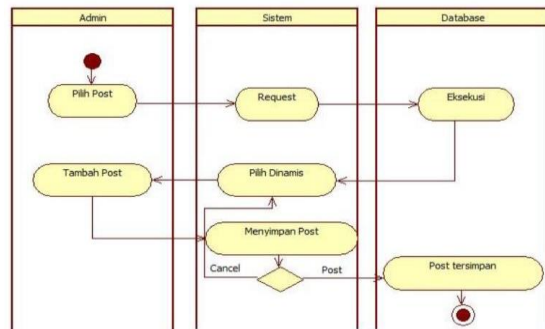 Admin
Sistem
Database
Pilih Post
Request
Eksekusi
Tambah Post
Pilih Dinamis
Menyimpan Post
Cancel
Post
Post tersimpan